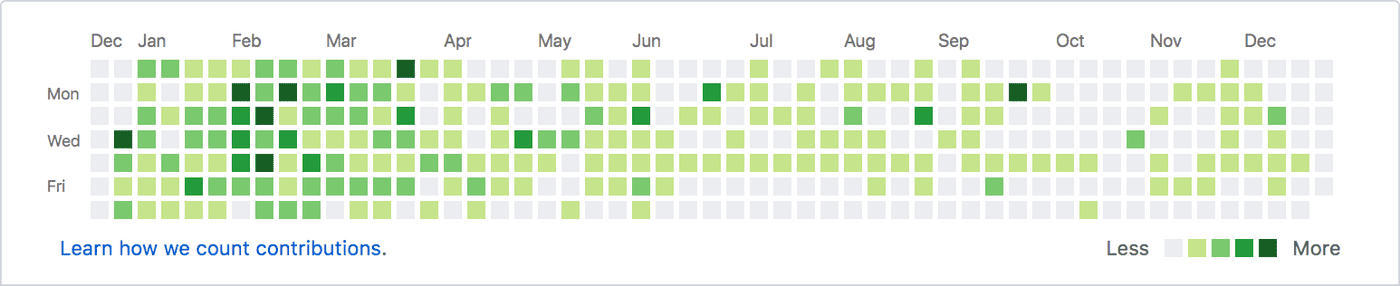 Dec Jan Feb Mar Apr May Jun Jul Aug Sep Oct Nov Dec
Mon
Wed
Fri
Learn how we count contributions. Less More